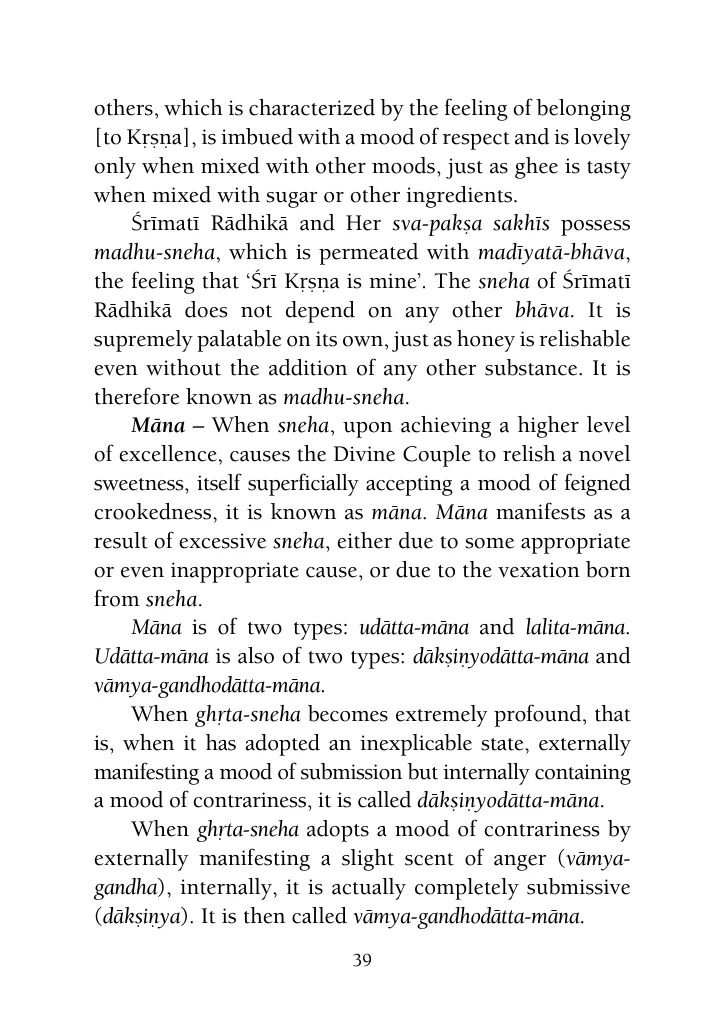 others, which is characterized by the feeling of belonging
[to Kṛṣṇa], is imbued with a mood of respect and is lovely
only when mixed with other moods, just as ghee is tasty
when mixed with sugar or other ingredients.
Śrīmatī Rādhikā and Her sva-pakṣa sakhīs possess
madhu-sneha, which is permeated with madīyatā-bhāva,
the feeling that ‘Śrī Kṛṣṇa is mine’. The sneha of Śrīmatī
Rādhikā does not depend on any other bhāva. It is
supremely palatable on its own, just as honey is relishable
even without the addition of any other substance. It is
therefore known as madhu-sneha.
Māna – When sneha, upon achieving a higher level
of excellence, causes the Divine Couple to relish a novel
sweetness, itself superficially accepting a mood of feigned
crookedness, it is known as māna. Māna manifests as a
result of excessive sneha, either due to some appropriate
or even inappropriate cause, or due to the vexation born
from sneha.
Māna is of two types: udātta-māna and lalita-māna.
Udātta-māna is also of two types: dākṣiṇyodātta-māna and
vāmya-gandhodātta-māna.
When ghṛta-sneha becomes extremely profound, that
is, when it has adopted an inexplicable state, externally
manifesting a mood of submission but internally containing
a mood of contrariness, it is called dākṣiṇyodātta-māna.
When ghṛta-sneha adopts a mood of contrariness by
externally manifesting a slight scent of anger (vāmya-
gandha), internally, it is actually completely submissive
(dākṣiṇya). It is then called vāmya-gandhodātta-māna.
39